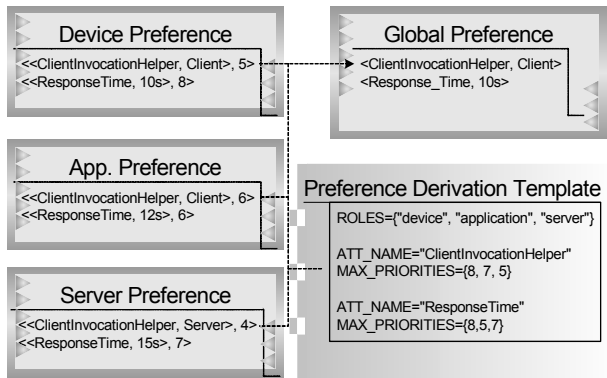 Device Preference
<<ClientInvocationHelper, Client>, 5>
<<ResponseTime, 10s>, 8>
Global Preference
<ClientInvocationHelper, Client>
<Response_Time, 10s>
App. Preference
<<ClientInvocationHelper, Client>, 6>
<<ResponseTime, 12s>, 6>
Server Preference
<<ClientInvocationHelper, Server>, 4>
<<ResponseTime, 15s>, 7>
Preference Derivation Template
ROLES={"device", "application", "server"}
ATT_NAME="ClientInvocationHelper"
MAX_PRIORITIES={8, 7, 5}
ATT_NAME="ResponseTime"
MAX_PRIORITIES={8,5,7}